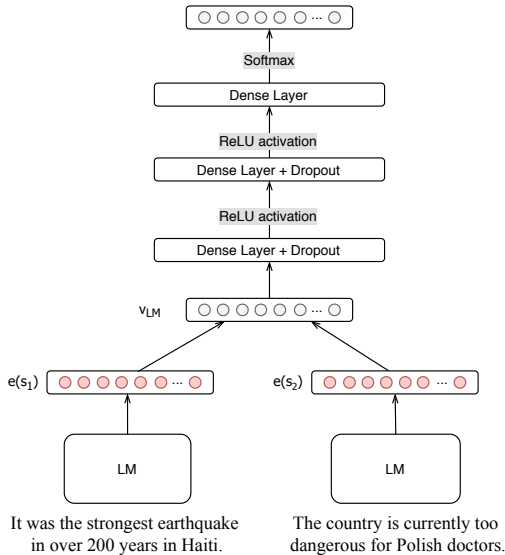 Softmax
Dense Layer
ReLU activation
Dense Layer + Dropout
ReLU activation
Dense Layer + Dropout
vLM
e(s1)
e(s2)
LM
LM
It was the strongest earthquake
in over 200 years in Haiti.
The country is currently too
dangerous for Polish doctors.